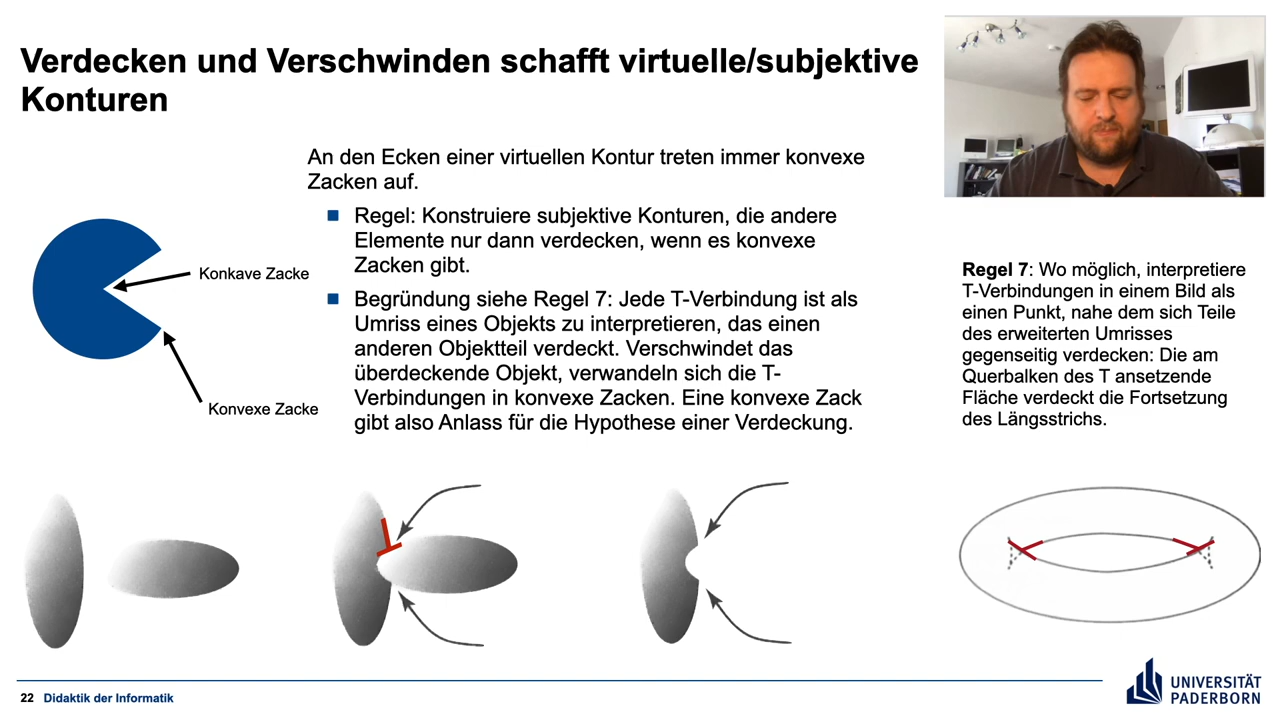 Verdecken und Verschwinden schafft virtuelle/subjektive
Konturen
An den Ecken einer virtuellen Kontur treten immer konvexe
Zacken auf.
Regel: Konstruiere subjektive Konturen, die andere
Elemente nur dann verdecken, wenn es konvexe
Zacken gibt.
Begründung siehe Regel 7: Jede T-Verbindung ist als
Umriss eines Objekts zu interpretieren, das einen
anderen Objektteil verdeckt. Verschwindet das
überdeckende Objekt, verwandeln sich die T-
Verbindungen in konvexe Zacken. Eine konvexe Zack
gibt also Anlass für die Hypothese einer Verdeckung.
Konkave Zacke
Konvexe Zacke
Regel 7: Wo möglich, interpretiere
T-Verbindungen in einem Bild als
einen Punkt, nahe dem sich Teile
des erweiterten Umrisses
gegenseitig verdecken: Die am
Querbalken des T ansetzende
Fläche verdeckt die Fortsetzung
des Längsstrichs.
22 Didaktik der Informatik
UNIVERSITÄT
PADERBORN